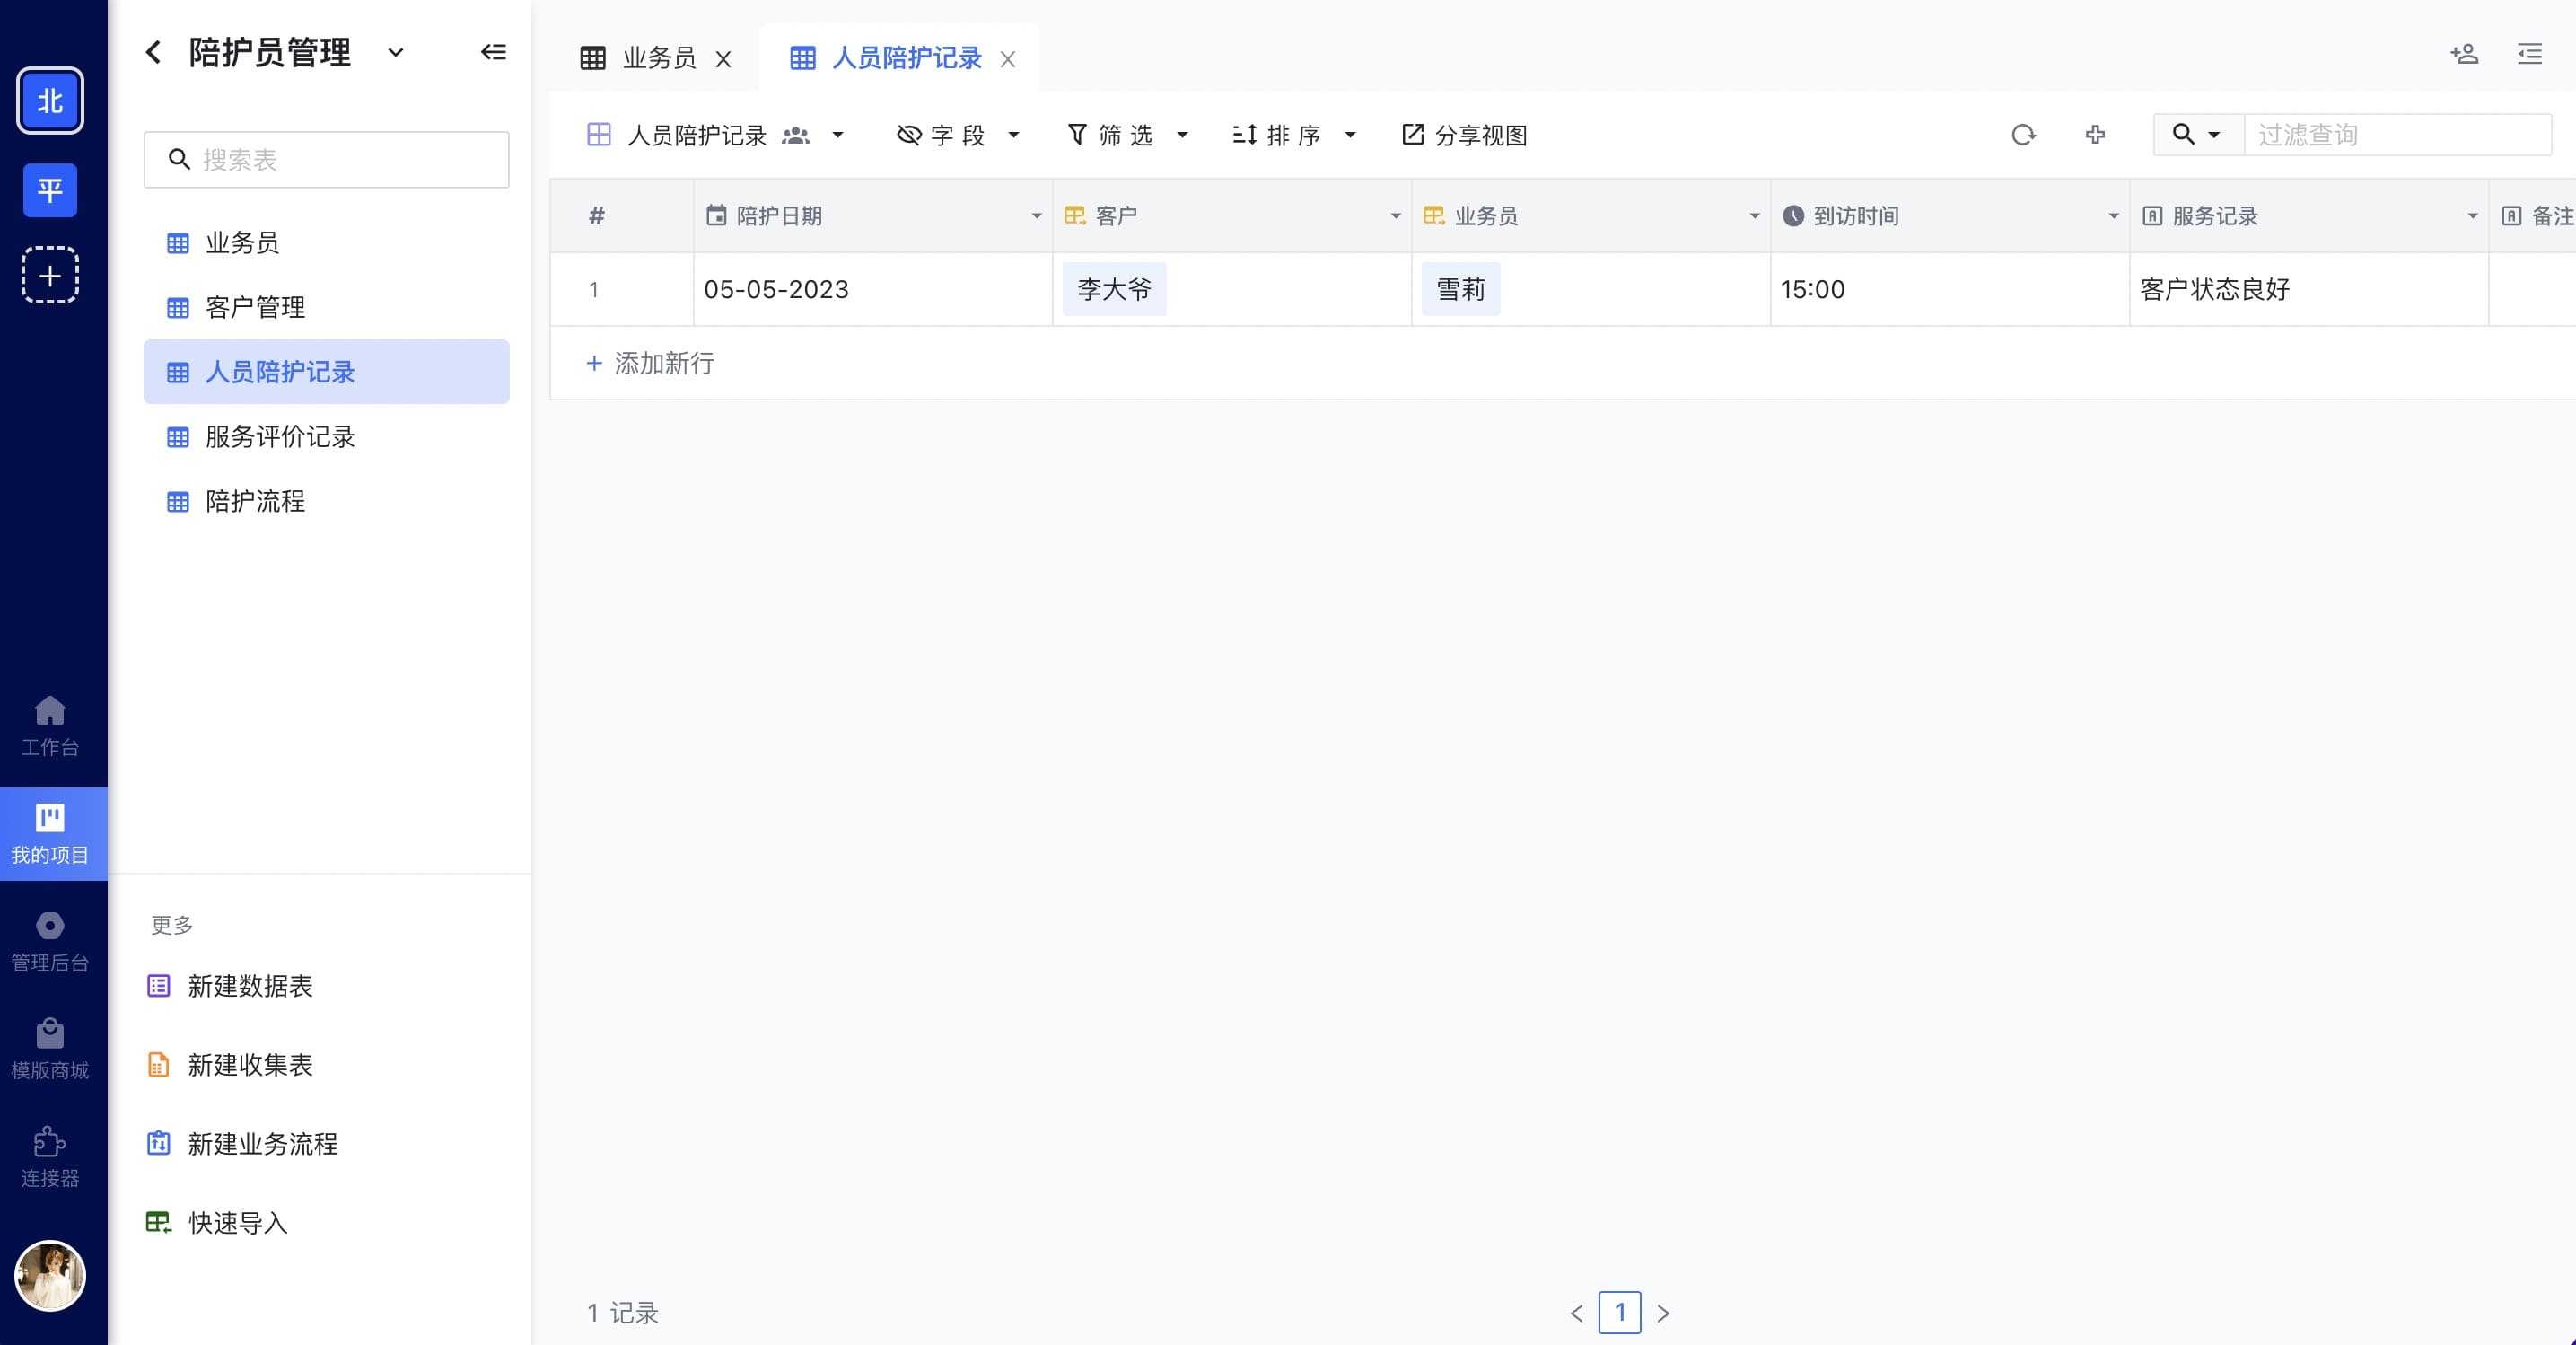 北
平
工作台
我的项目
管理后台
模版商城
连接器
陪护员管理
搜索表
业务员
客户管理
人员陪护记录
服务评价记录
陪护流程
更多
新建数据表
新建收集表
新建业务流程
快速导入
业务员 人员陪护记录
人员陪护记录 字段 筛选 排序 分享视图 过滤查询
# 陪护日期 客户 业务员 到访时间 服务记录 备注
1 05-05-2023 李大爷 雪莉 15:00 客户状态良好
+ 添加新行
1 记录
< 1 >